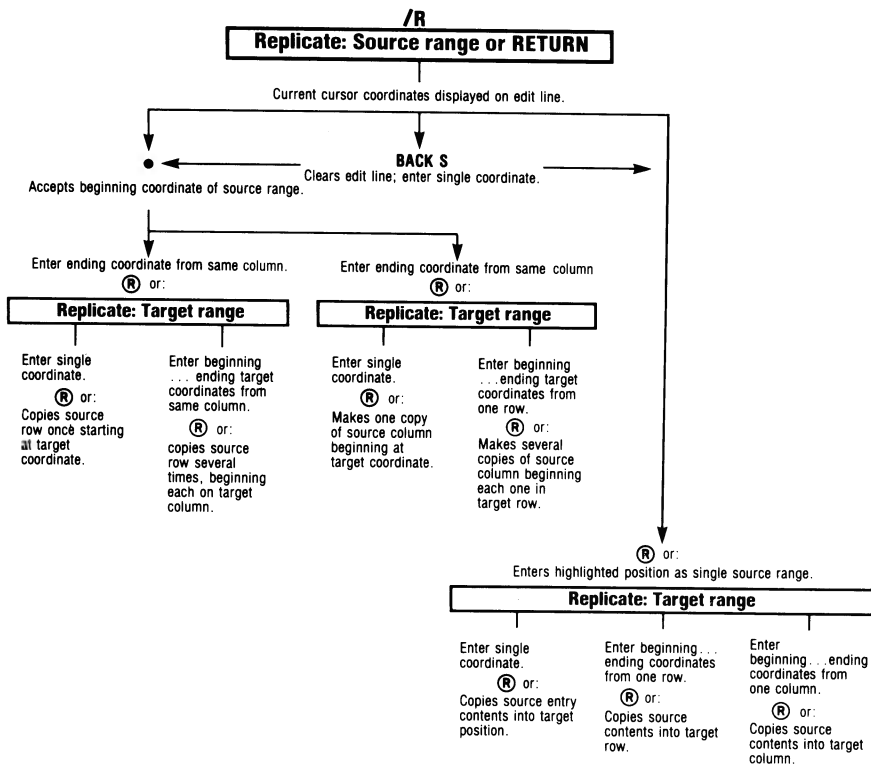 /R
Replicate: Source range or RETURN
Current cursor coordinates displayed on edit line.
BACK S
Clears edit line; enter single coordinate.
Accepts beginning coordinate of source range.
Enter ending coordinate from same column.
Ⓡ or:
Replicate: Target range
Enter single
coordinate.
Ⓡ or:
Copies source
row once starting
at target
coordinate.
Enter beginning
... ending target
coordinates from
same column.
Ⓡ or:
copies source
row several
times, beginning
each on target
column.
Enter ending coordinate from same column
Ⓡ or:
Replicate: Target range
Enter single
coordinate.
Ⓡ or:
Makes one copy
of source column
beginning at
target coordinate.
Enter beginning
...ending target
coordinates from
one row.
Ⓡ or:
Makes several
copies of source
column beginning
each one in
target row.
Ⓡ or:
Enters highlighted position as single source range.
Replicate: Target range
Enter single
coordinate.
Ⓡ or:
Copies source entry
contents into target
position.
Enter beginning...
ending coordinates
from one row.
Ⓡ or:
Copies source
contents into target
row.
Enter
beginning...ending
coordinates from
one column.
Ⓡ or:
Copies source
contents into target
column.